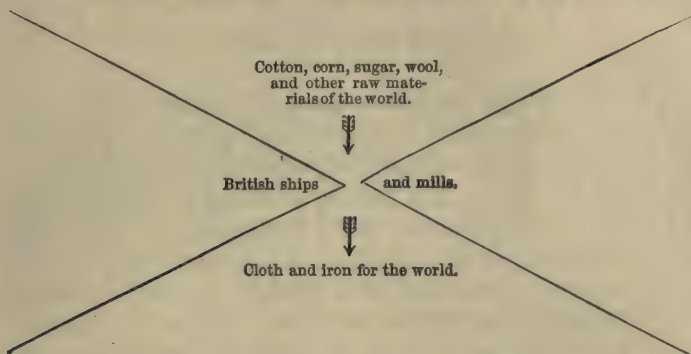 Cotton, corn, sugar, wool,
and other raw mate-
rials of the world.
British ships and mills.
Cloth and iron for the world.